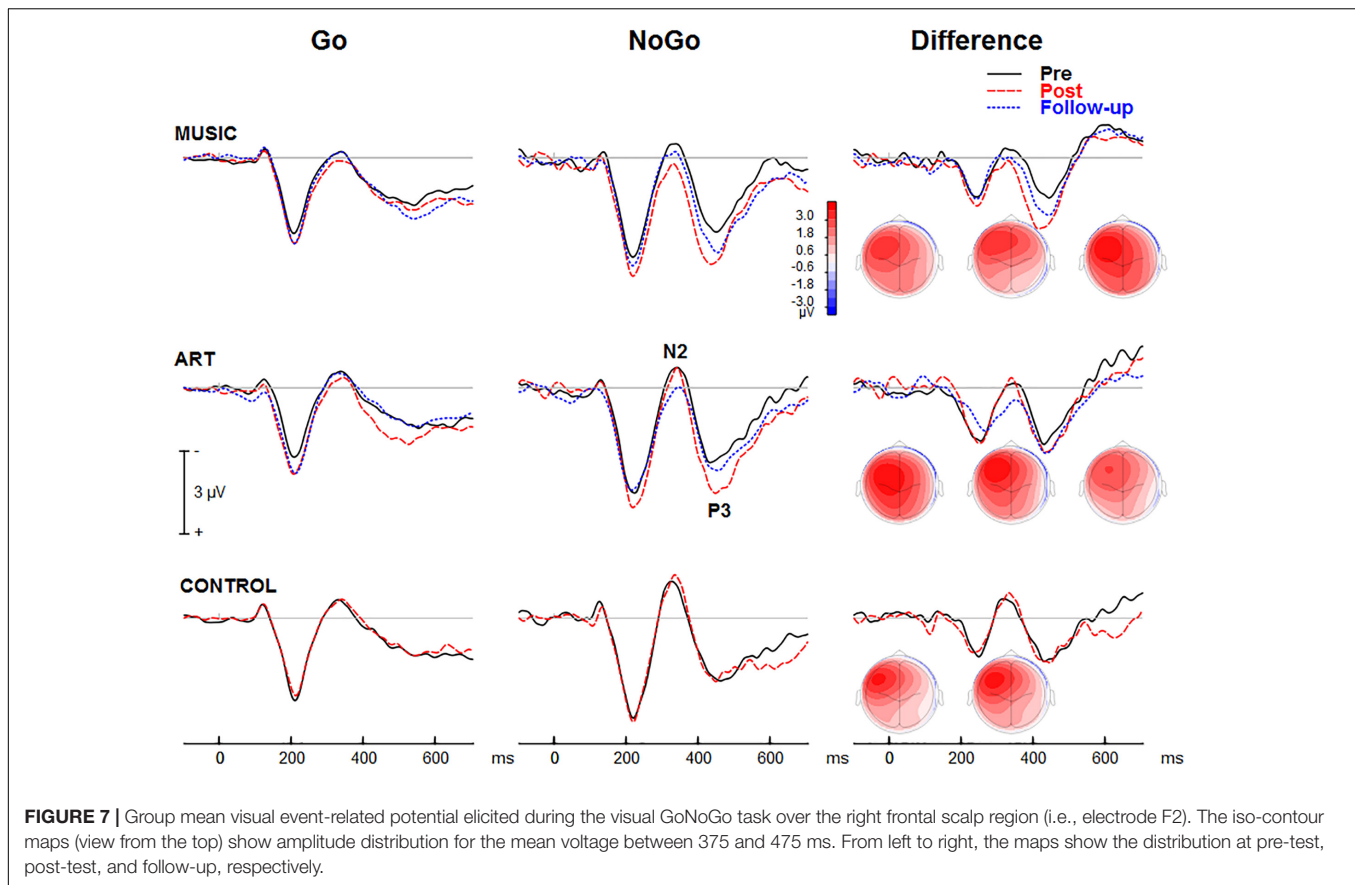 Go NoGo Difference
Pre
Post
Follow-up
MUSIC
3.0
1.8
0.6
-0.6
-1.8
-3.0
µV
ART
N2
-
3 µV
+
P3
CONTROL
0 200 400 600 ms 0 200 400 600 ms 0 200 400 600 ms
FIGURE 7 | Group mean visual event-related potential elicited during the visual GoNoGo task over the right frontal scalp region (i.e., electrode F2). The iso-contour
maps (view from the top) show amplitude distribution for the mean voltage between 375 and 475 ms. From left to right, the maps show the distribution at pre-test,
post-test, and follow-up, respectively.